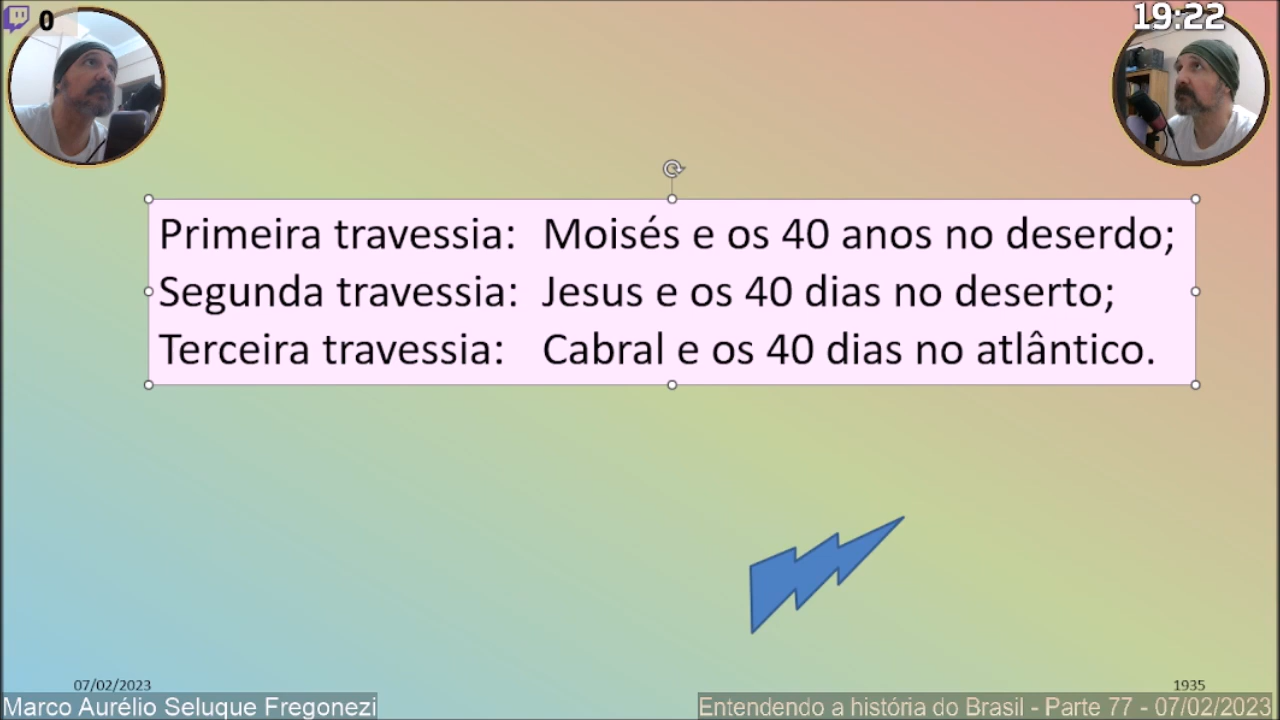 0
19:22
Primeira travessia: Moisés e os 40 anos no deserdo;
Segunda travessia: Jesus e os 40 dias no deserto;
Terceira travessia: Cabral e os 40 dias no atlântico.
07/02/2023
1935
Marco Aurélio Seluque Fregonezi
Entendendo a história do Brasil - Parte 77 - 07/02/2023